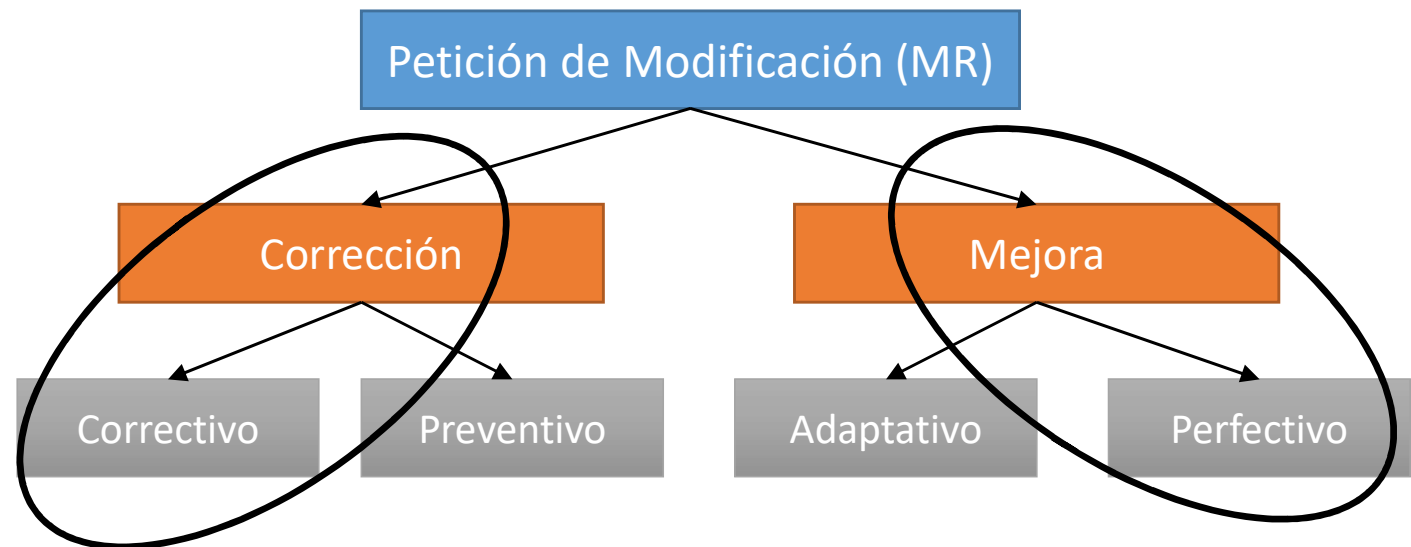 Petición de Modificación (MR)
Corrección
Mejora
Correctivo
Preventivo
Adaptativo
Perfectivo